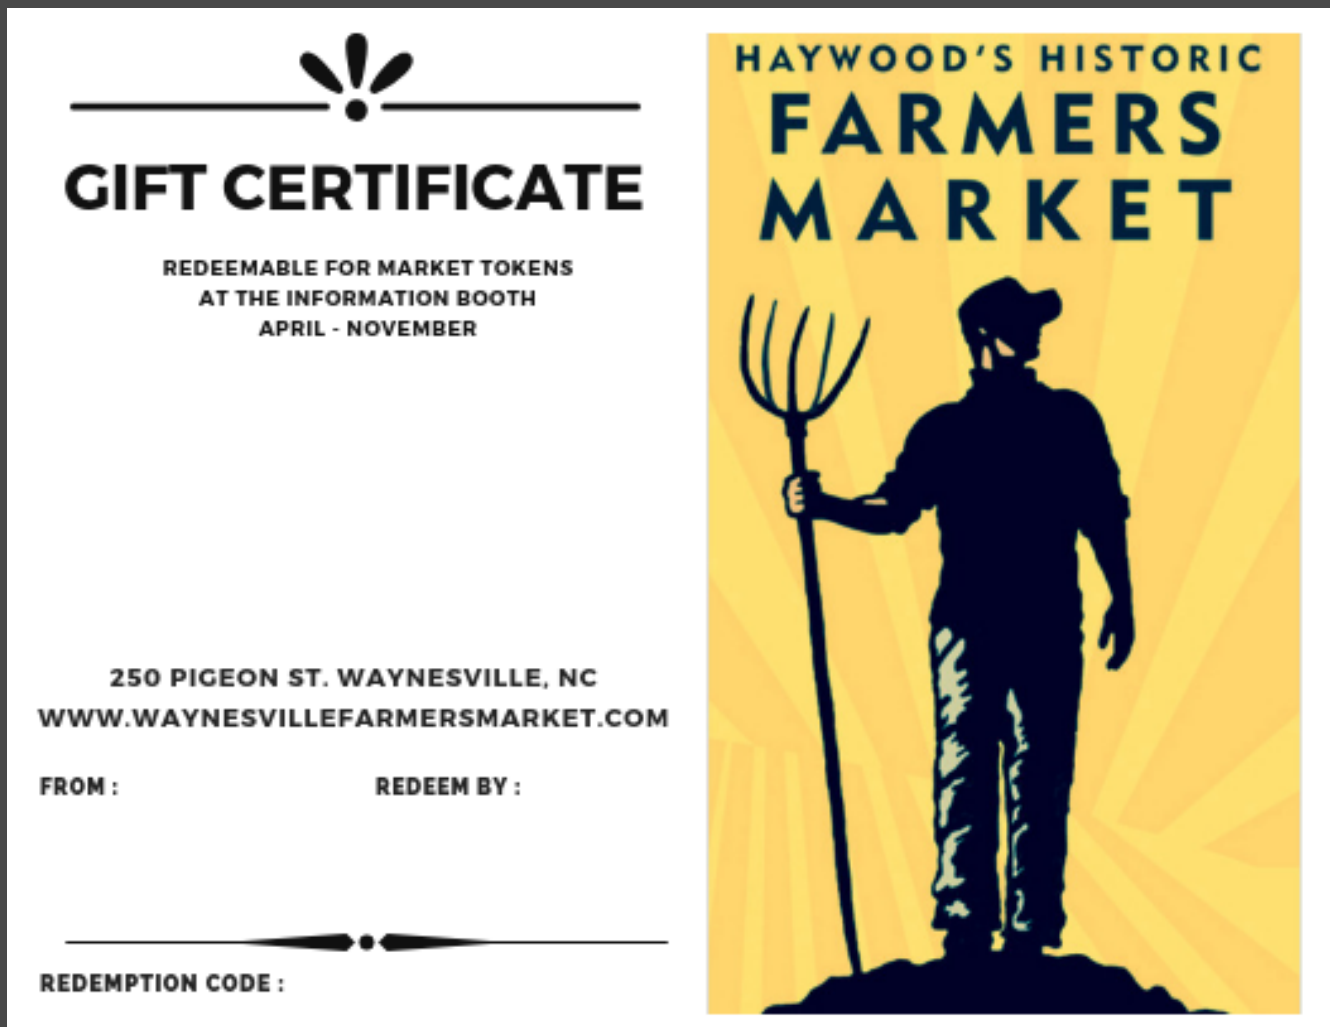 GIFT CERTIFICATE
REDEEMABLE FOR MARKET TOKENS
AT THE INFORMATION BOOTH
APRIL - NOVEMBER
250 PIGEON ST. WAYNESVILLE, NC
WWW.WAYNESVILLEFARMERSMARKET.COM
FROM :
REDEEM BY :
REDEMPTION CODE :
HAYWOOD'S HISTORIC
FARMERS
MARKET